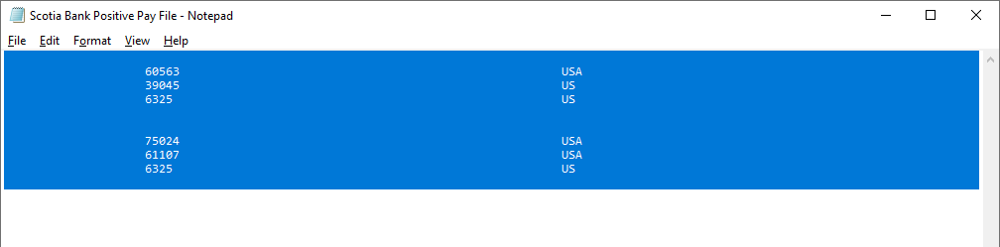 Scotia Bank Positive Pay File - Notepad
File Edit Format View Help
60563 USA
39045 US
6325 US
75024 USA
61107 USA
6325 US